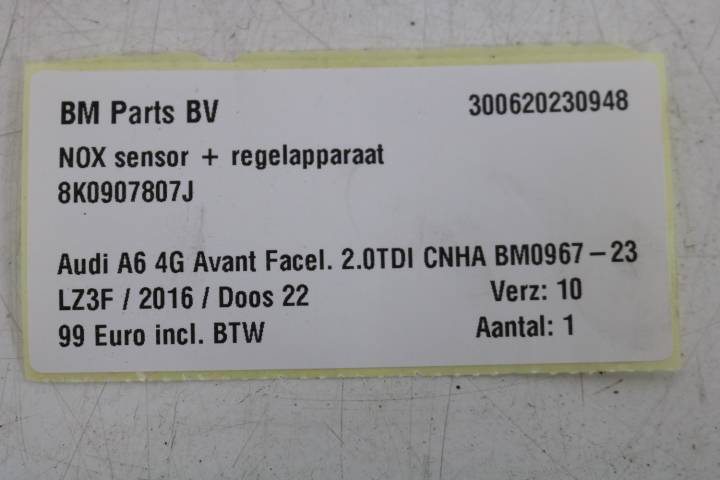 BM Parts BV 300620230948
NOX sensor + regelapparaat
8K0907807J
Audi A6 4G Avant Facel. 2.0TDI CNHA BM0967-23
LZ3F / 2016 / Doos 22 Verz: 10
99 Euro incl. BTW Aantal: 1